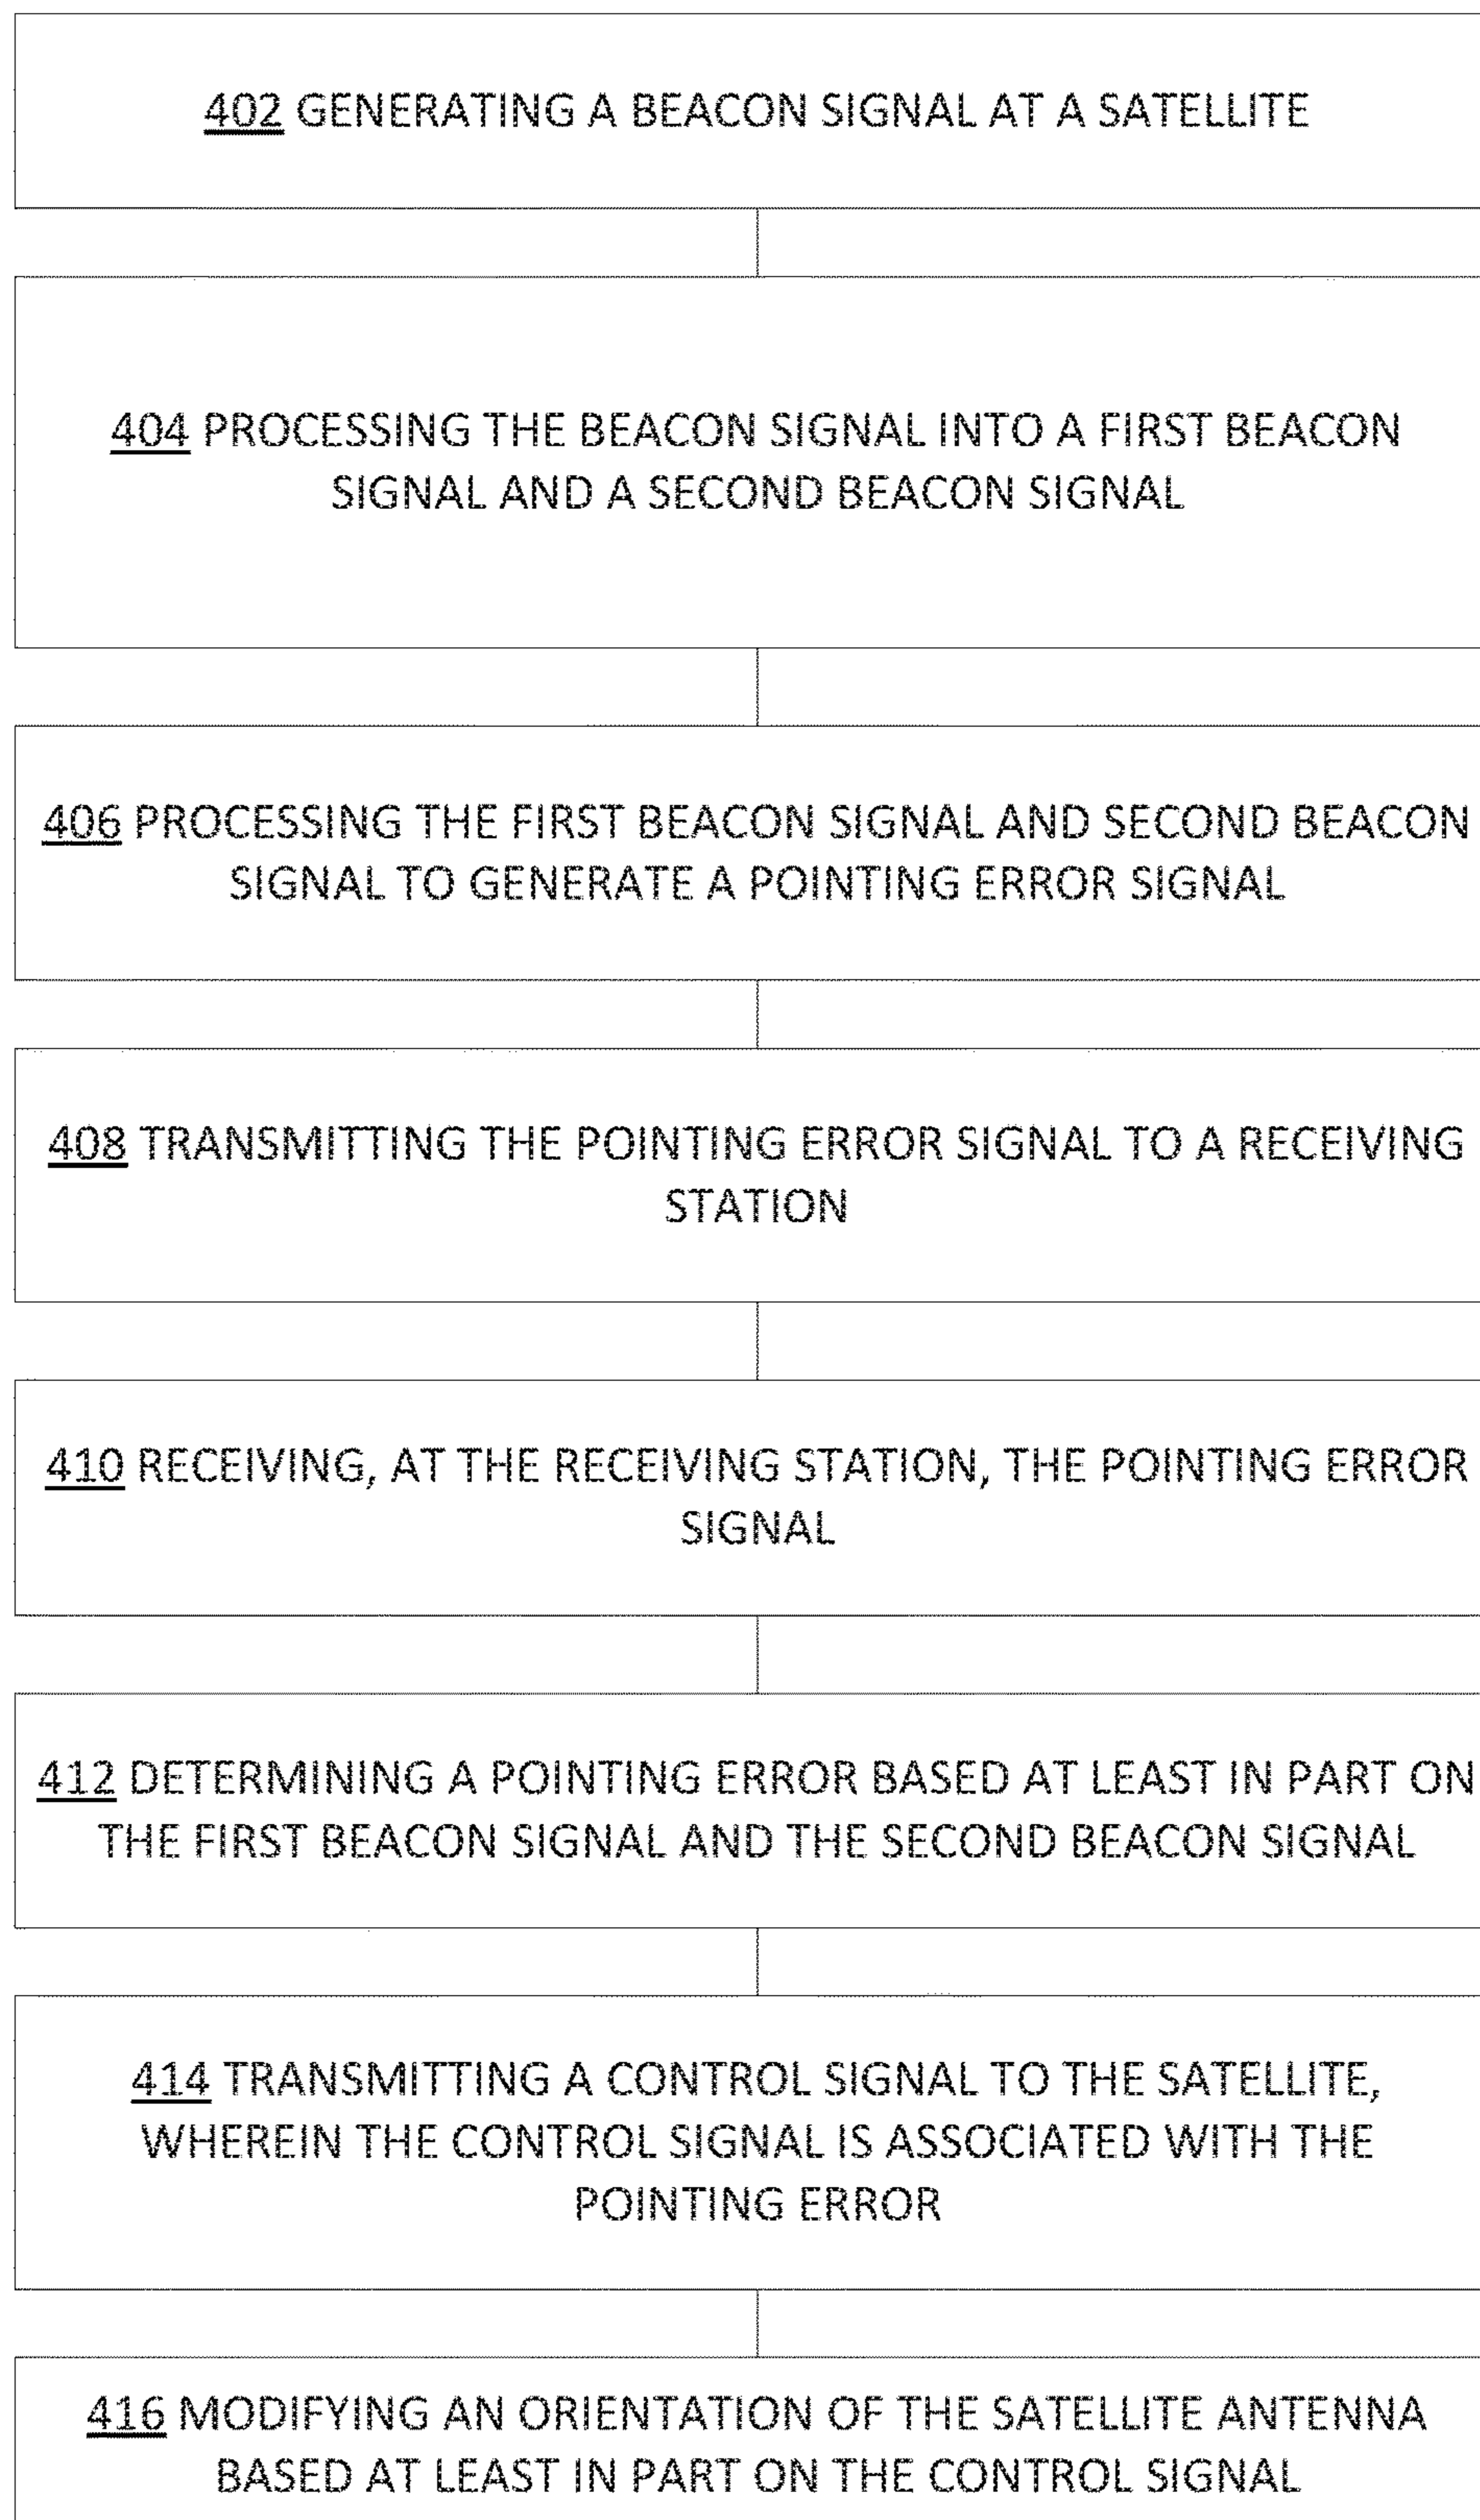 402 GENERATING A BEACON SIGNAL AT A SATELLITE
404 PROCESSING THE BEACON SIGNAL INTO A FIRST BEACON
SIGNAL AND A SECOND BEACON SIGNAL
406 PROCESSING THE FIRST BEACON SIGNAL AND SECOND BEACON
SIGNAL TO GENERATE A POINTING ERROR SIGNAL
408 TRANSMITTING THE POINTING ERROR SIGNAL TO A RECEIVING
STATION
410 RECEIVING, AT THE RECEIVING STATION, THE POINTING ERROR
SIGNAL
412 DETERMINING A POINTING ERROR BASED AT LEAST IN PART ON
THE FIRST BEACON SIGNAL AND THE SECOND BEACON SIGNAL
414 TRANSMITTING A CONTROL SIGNAL TO THE SATELLITE,
WHEREIN THE CONTROL SIGNAL IS ASSOCIATED WITH THE
POINTING ERROR
416 MODIFYING AN ORIENTATION OF THE SATELLITE ANTENNA
BASED AT LEAST IN PART ON THE CONTROL SIGNAL